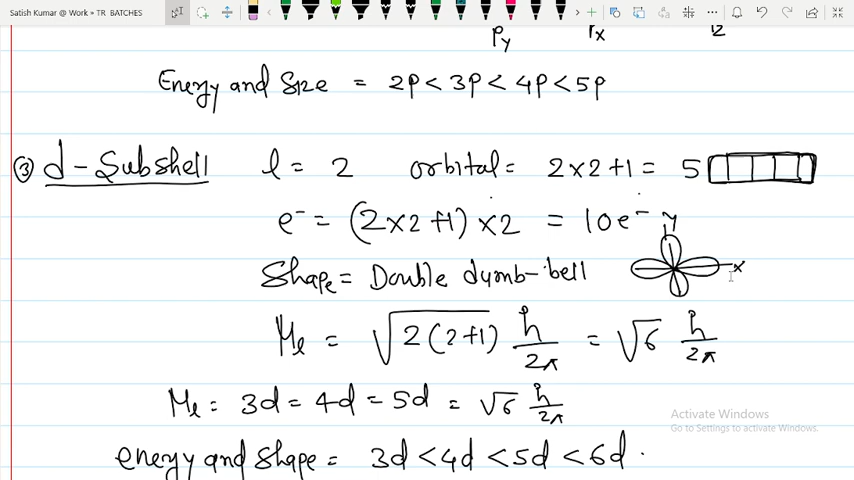 Satish Kumar @ Work » TR BATCHES
Py Px
Energy and Size = 2p < 3p < 4p < 5p
③ d - Subshell l = 2 orbital = 2×2+1 = 5
e⁻ = (2×2+1) ×2 = 10e⁻ y
Shape = Double dumb-bell x
Mℓ = √2(2+1) h/2π = √6 h/2π
Mℓ = 3d = 4d = 5d = √6 h/2π
energy and shape = 3d < 4d < 5d < 6d .
Activate Windows
Go to Settings to activate Windows.